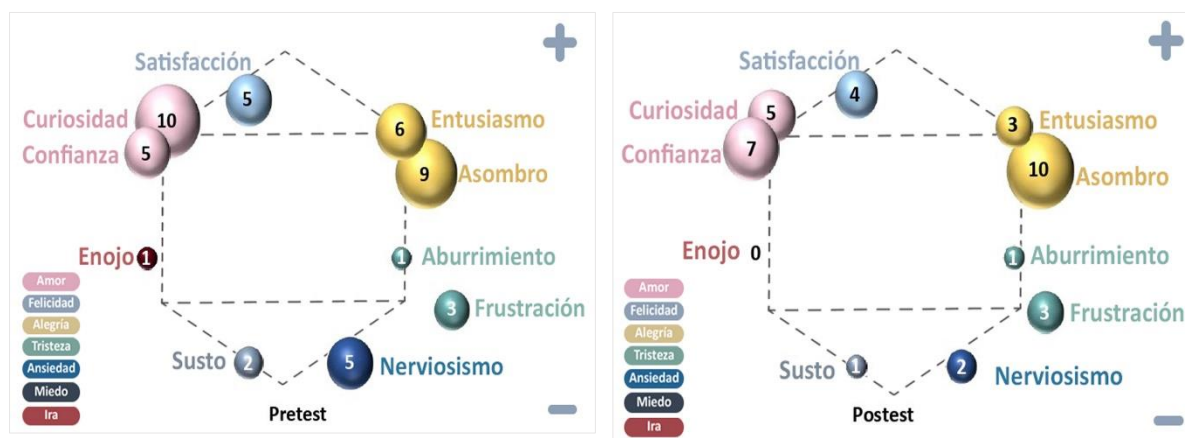 +
Satisfacción
5
Curiosidad
10
Confianza
5
6
Entusiasmo
9
Asombro
Enojo
1
1
Aburrimiento
3
Frustración
Susto
2
5
Nerviosismo
Amor
Felicidad
Alegría
Tristeza
Ansiedad
Miedo
Ira
Pretest
−
+
Satisfacción
4
Curiosidad
5
Confianza
7
3
Entusiasmo
10
Asombro
Enojo 0
1
Aburrimiento
3
Frustración
Susto
1
2
Nerviosismo
Amor
Felicidad
Alegría
Tristeza
Ansiedad
Miedo
Ira
Postest
−